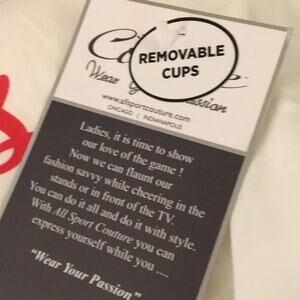 REMOVABLE
CUPS
Wear
www.allsportcouture.com
CHICAGO | INDIANAPOLIS
Ladies, it is time to show
our love of the game !
Now we can flaunt our
fashion savvy while cheering in the
stands or in front of the TV.
You can do it all and do it with style.
With All Sport Couture you can
express yourself while you ....
"Wear Your Passion"